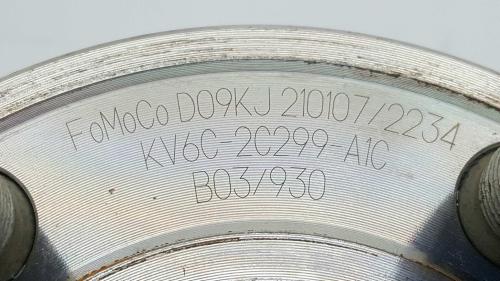 FoMoCo D09KJ 210107/2234
KV6C-2C299-A1C
B03/930